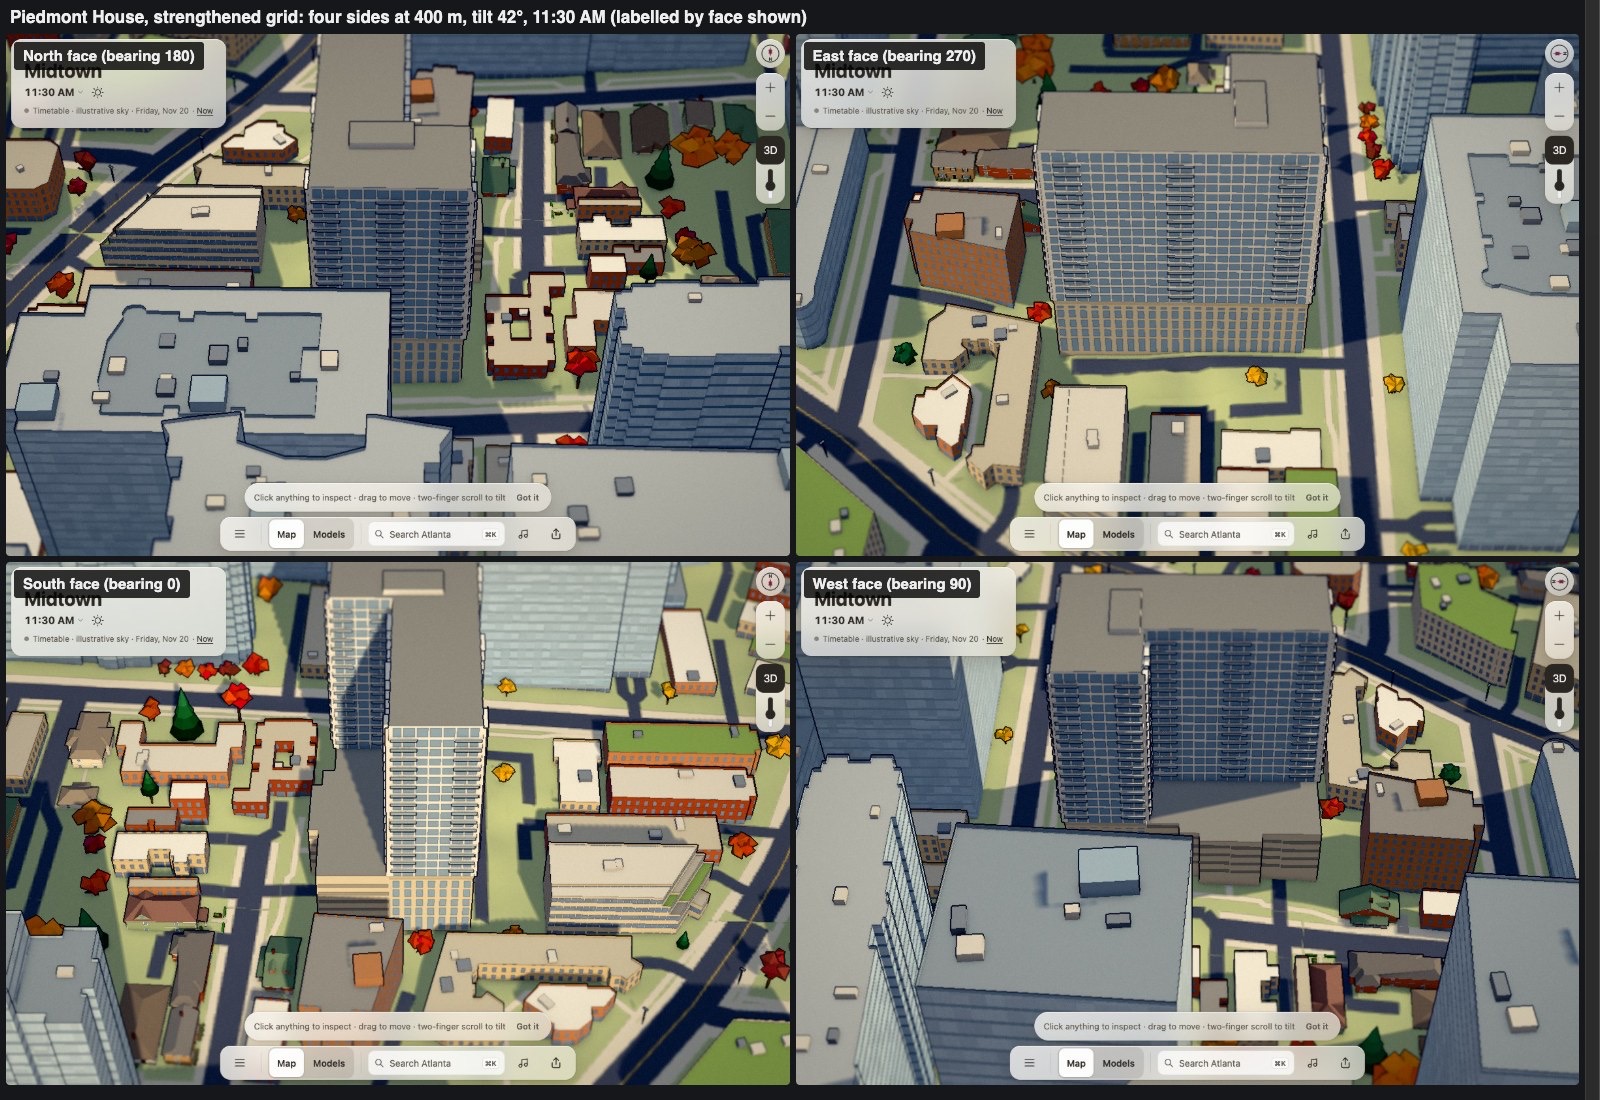 Piedmont House, strengthened grid: four sides at 400 m, tilt 42°, 11:30 AM (labelled by face shown)
North face (bearing 180)
Midtown
11:30 AM
Timetable · illustrative sky · Friday, Nov 20 · Now
+
−
3D
Click anything to inspect · drag to move · two-finger scroll to tilt Got it
Map Models Search Atlanta ⌘K
East face (bearing 270)
Midtown
11:30 AM
Timetable · illustrative sky · Friday, Nov 20 · Now
+
−
3D
Click anything to inspect · drag to move · two-finger scroll to tilt Got it
Map Models Search Atlanta ⌘K
South face (bearing 0)
Midtown
11:30 AM
Timetable · illustrative sky · Friday, Nov 20 · Now
+
−
3D
Click anything to inspect · drag to move · two-finger scroll to tilt Got it
Map Models Search Atlanta ⌘K
West face (bearing 90)
Midtown
11:30 AM
Timetable · illustrative sky · Friday, Nov 20 · Now
+
−
3D
Click anything to inspect · drag to move · two-finger scroll to tilt Got it
Map Models Search Atlanta ⌘K